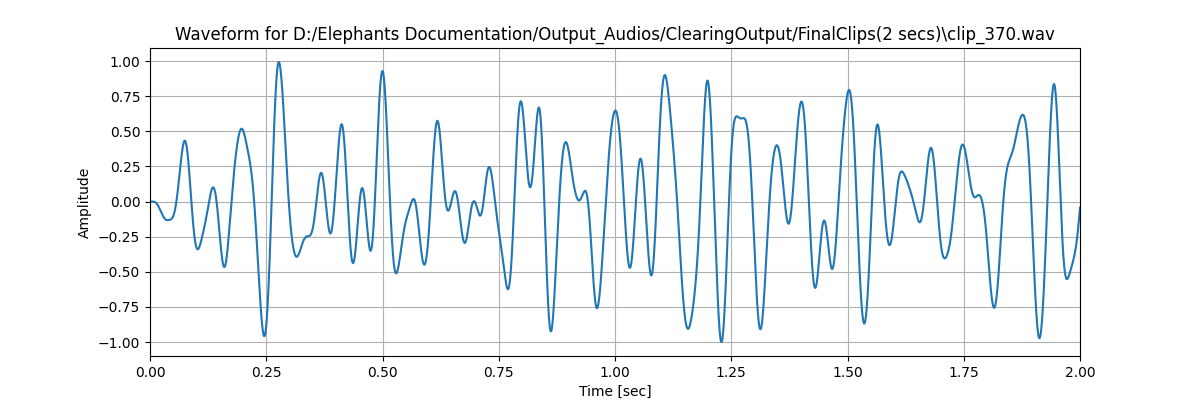 Waveform for D:/Elephants Documentation/Output_Audios/ClearingOutput/FinalClips(2 secs)\clip_370.wav
1.00
0.75
0.50
0.25
0.00
−0.25
−0.50
−0.75
−1.00
Amplitude
0.00 0.25 0.50 0.75 1.00 1.25 1.50 1.75 2.00
Time [sec]